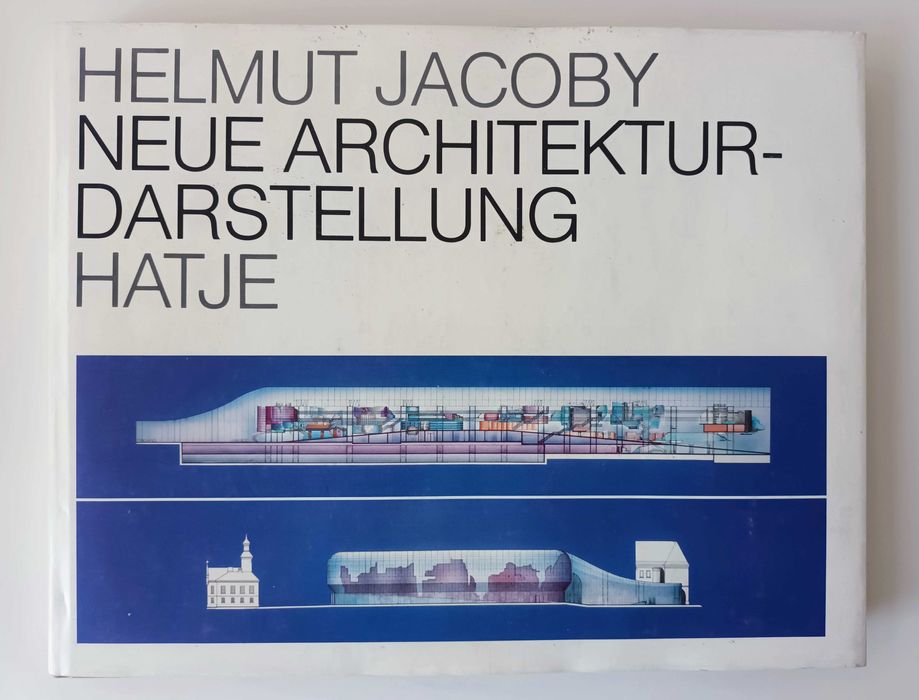 HELMUT JACOBY
NEUE ARCHITEKTUR-
DARSTELLUNG
HATJE